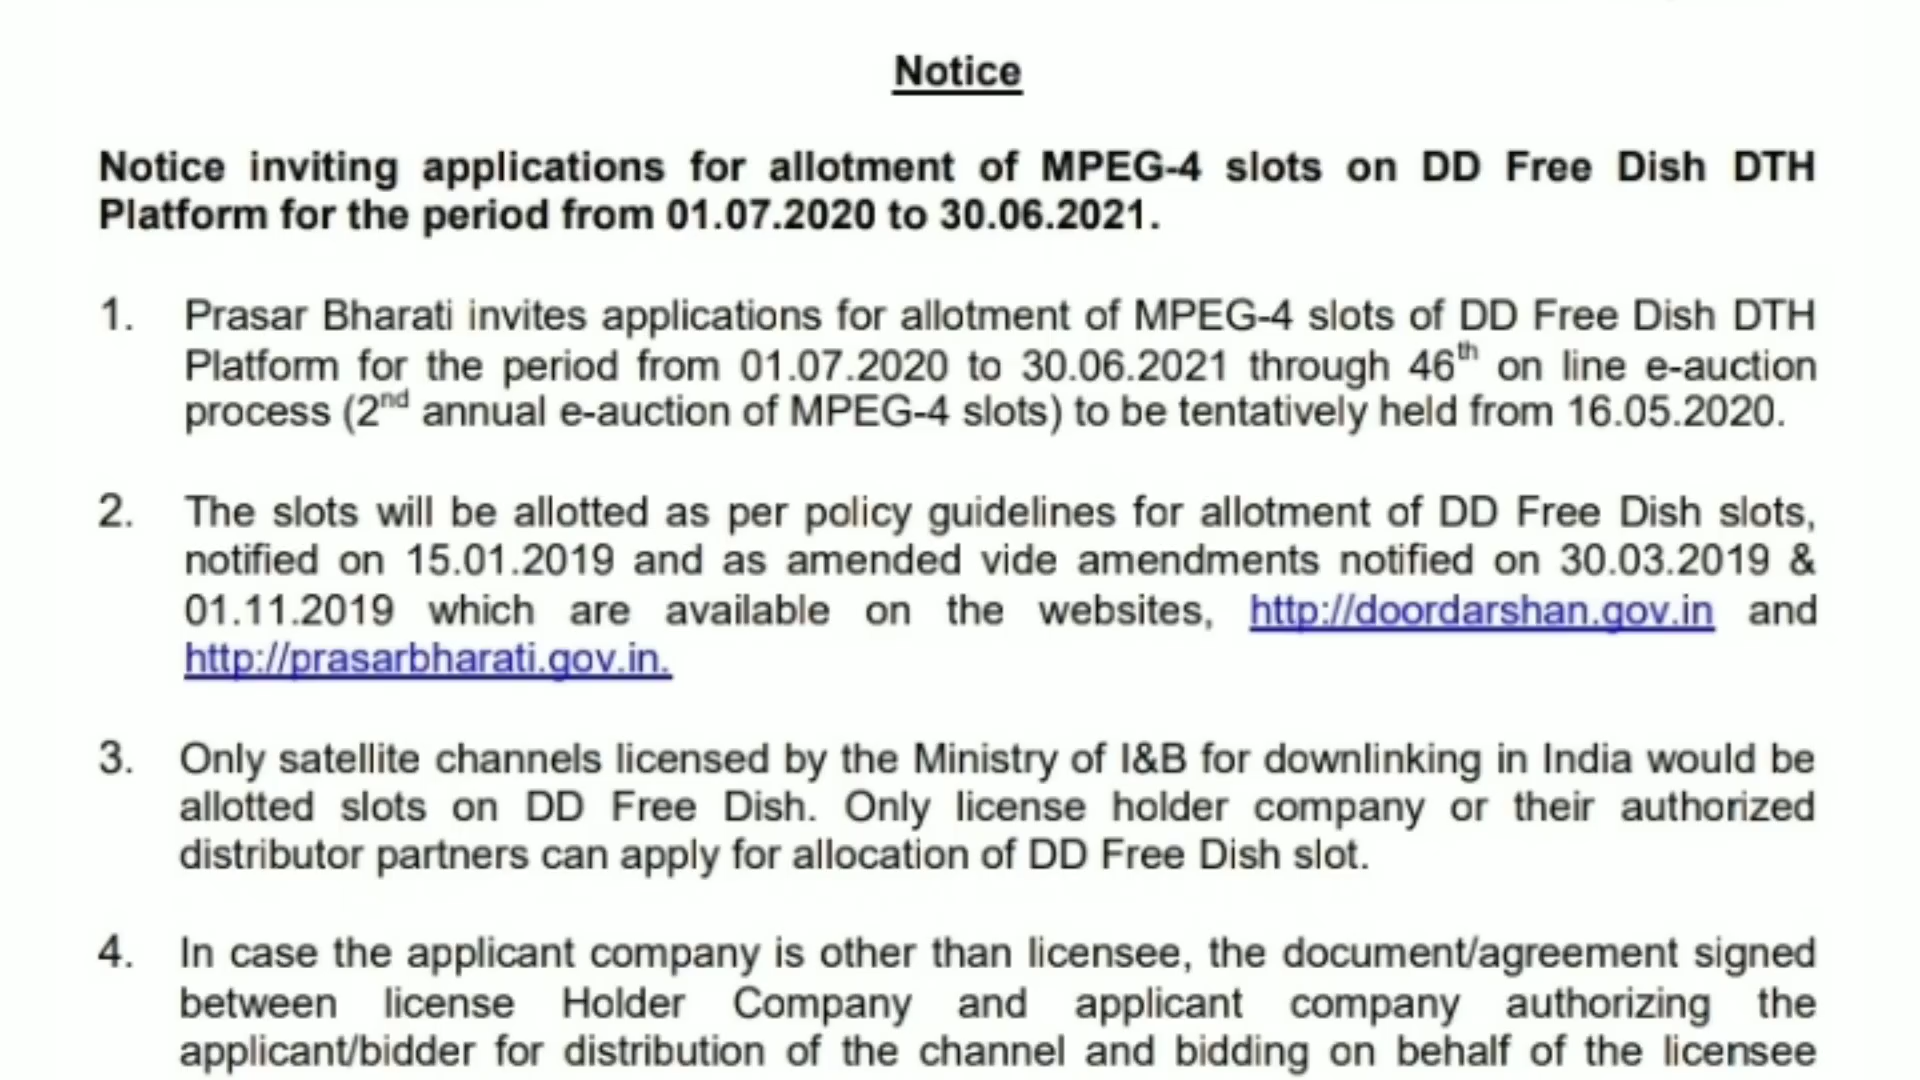 Notice
Notice inviting applications for allotment of MPEG-4 slots on DD Free Dish DTH
Platform for the period from 01.07.2020 to 30.06.2021.
1. Prasar Bharati invites applications for allotment of MPEG-4 slots of DD Free Dish DTH
Platform for the period from 01.07.2020 to 30.06.2021 through 46th on line e-auction
process (2nd annual e-auction of MPEG-4 slots) to be tentatively held from 16.05.2020.
2. The slots will be allotted as per policy guidelines for allotment of DD Free Dish slots,
notified on 15.01.2019 and as amended vide amendments notified on 30.03.2019 &
01.11.2019 which are available on the websites, http://doordarshan.gov.in and
http://prasarbharati.gov.in.
3. Only satellite channels licensed by the Ministry of I&B for downlinking in India would be
allotted slots on DD Free Dish. Only license holder company or their authorized
distributor partners can apply for allocation of DD Free Dish slot.
4. In case the applicant company is other than licensee, the document/agreement signed
between license Holder Company and applicant company authorizing the
applicant/bidder for distribution of the channel and bidding on behalf of the licensee